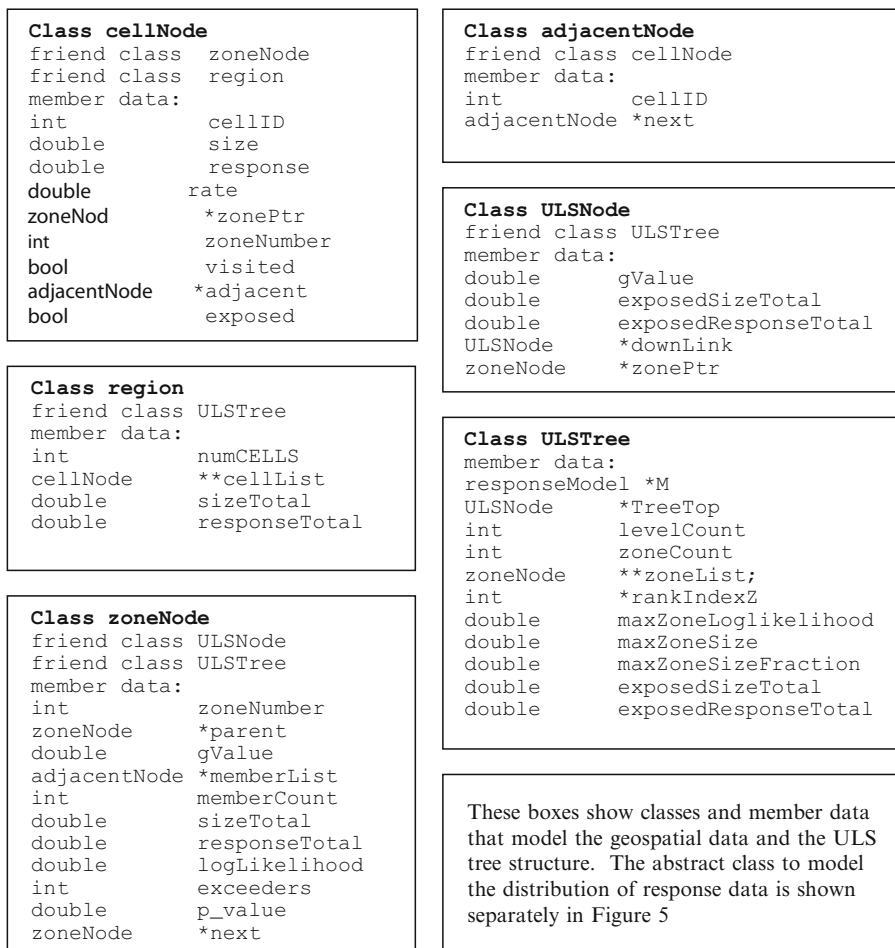 Class cellNode
friend class zoneNode
friend class region
member data:
int cellID
double size
double response
double rate
zoneNod *zonePtr
int zoneNumber
bool visited
adjacentNode *adjacent
bool exposed
Class region
friend class ULSTree
member data:
int numCELLS
cellNode **cellList
double sizeTotal
double responseTotal
Class zoneNode
friend class ULSNode
friend class ULSTree
member data:
int zoneNumber
zoneNode *parent
double gValue
adjacentNode *memberList
int memberCount
double sizeTotal
double responseTotal
double logLikelihood
int exceeders
double p_value
zoneNode *next
Class adjacentNode
friend class cellNode
member data:
int cellID
adjacentNode *next
Class ULSNode
friend class ULSTree
member data:
double gValue
double exposedSizeTotal
double exposedResponseTotal
ULSNode *downLink
zoneNode *zonePtr
Class ULSTree
member data:
responseModel *M
ULSNode *TreeTop
int levelCount
int zoneCount
zoneNode **zoneList;
int *rankIndexZ
double maxZoneLoglikelihood
double maxZoneSize
double maxZoneSizeFraction
double exposedSizeTotal
double exposedResponseTotal
These boxes show classes and member data
that model the geospatial data and the ULS
tree structure. The abstract class to model
the distribution of response data is shown
separately in Figure 5